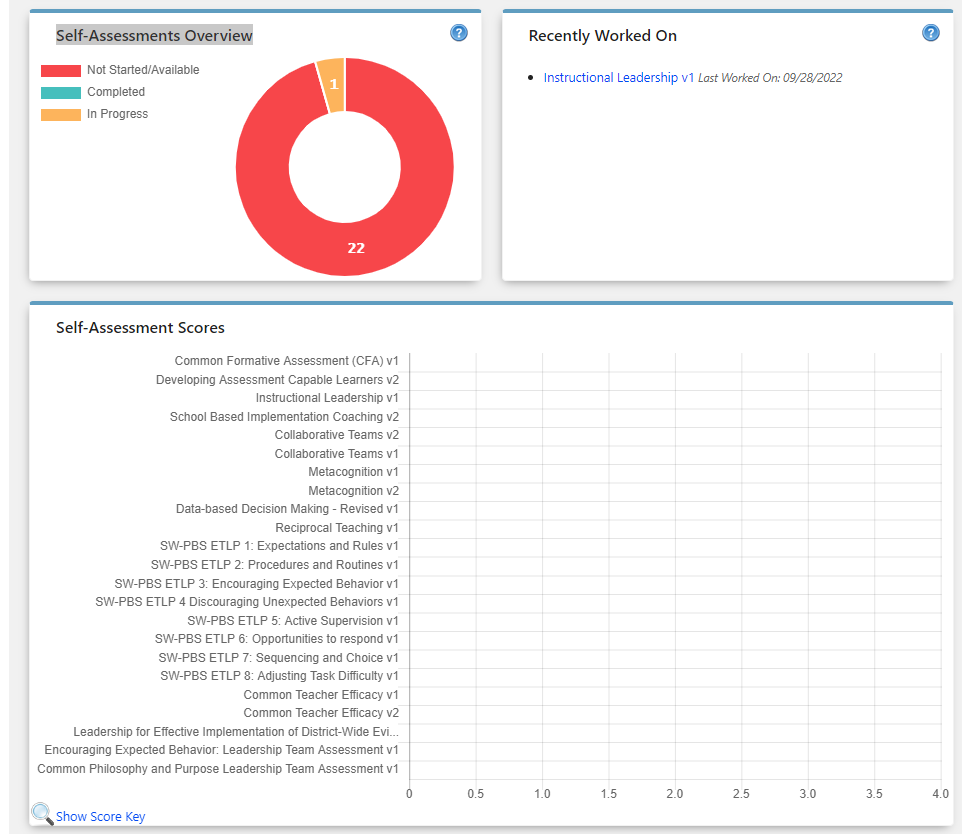 Self-Assessments Overview
?
Not Started/Available
Completed
In Progress
1
22
Recently Worked On
?
Instructional Leadership v1 Last Worked On: 09/28/2022
Self-Assessment Scores
Common Formative Assessment (CFA) v1
Developing Assessment Capable Learners v2
Instructional Leadership v1
School Based Implementation Coaching v2
Collaborative Teams v2
Collaborative Teams v1
Metacognition v1
Metacognition v2
Data-based Decision Making - Revised v1
Reciprocal Teaching v1
SW-PBS ETLP 1: Expectations and Rules v1
SW-PBS ETLP 2: Procedures and Routines v1
SW-PBS ETLP 3: Encouraging Expected Behavior v1
SW-PBS ETLP 4 Discouraging Unexpected Behaviors v1
SW-PBS ETLP 5: Active Supervision v1
SW-PBS ETLP 6: Opportunities to respond v1
SW-PBS ETLP 7: Sequencing and Choice v1
SW-PBS ETLP 8: Adjusting Task Difficulty v1
Common Teacher Efficacy v1
Common Teacher Efficacy v2
Leadership for Effective Implementation of District-Wide Evi...
Encouraging Expected Behavior: Leadership Team Assessment v1
Common Philosophy and Purpose Leadership Team Assessment v1
0 0.5 1.0 1.5 2.0 2.5 3.0 3.5 4.0
Show Score Key